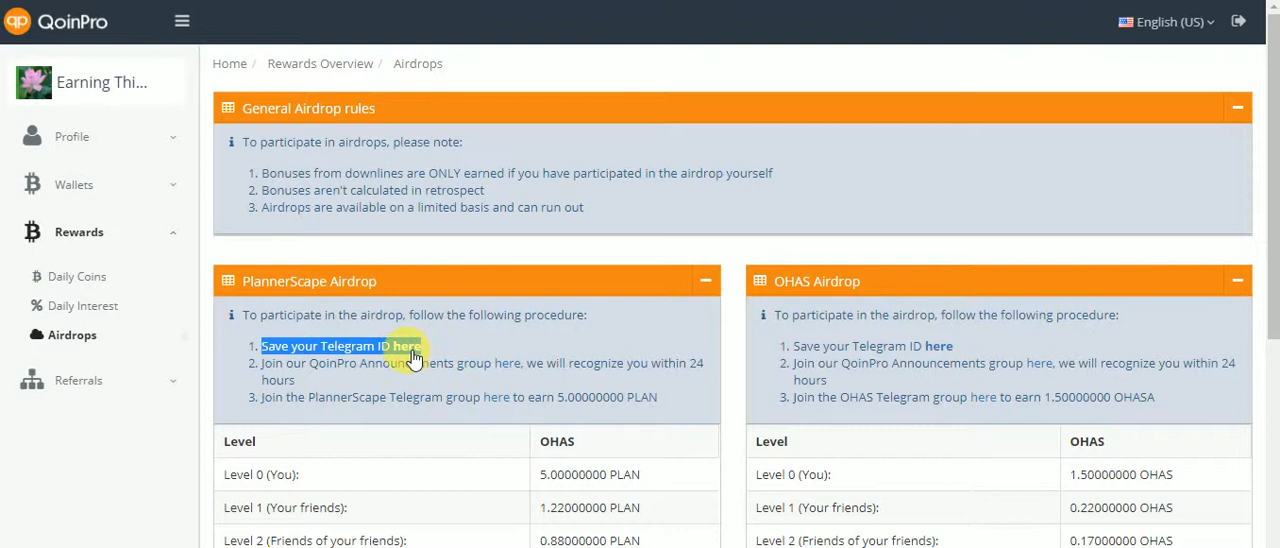 qp QoinPro
English (US)
Home / Rewards Overview / Airdrops
Earning Thi...
Profile
Wallets
Rewards
Daily Coins
Daily Interest
Airdrops
Referrals
General Airdrop rules
To participate in airdrops, please note:
1. Bonuses from downlines are ONLY earned if you have participated in the airdrop yourself
2. Bonuses aren't calculated in retrospect
3. Airdrops are available on a limited basis and can run out
PlannerScape Airdrop
To participate in the airdrop, follow the following procedure:
1. Save your Telegram ID here
2. Join our QoinPro Announcements group here, we will recognize you within 24
hours
3. Join the PlannerScape Telegram group here to earn 5.00000000 PLAN
Level OHAS
Level 0 (You): 5.00000000 PLAN
Level 1 (Your friends): 1.22000000 PLAN
Level 2 (Friends of your friends): 0.88000000 PLAN
OHAS Airdrop
To participate in the airdrop, follow the following procedure:
1. Save your Telegram ID here
2. Join our QoinPro Announcements group here, we will recognize you within 24
hours
3. Join the OHAS Telegram group here to earn 1.50000000 OHASA
Level OHAS
Level 0 (You): 1.50000000 OHAS
Level 1 (Your friends): 0.22000000 OHAS
Level 2 (Friends of your friends): 0.17000000 OHAS